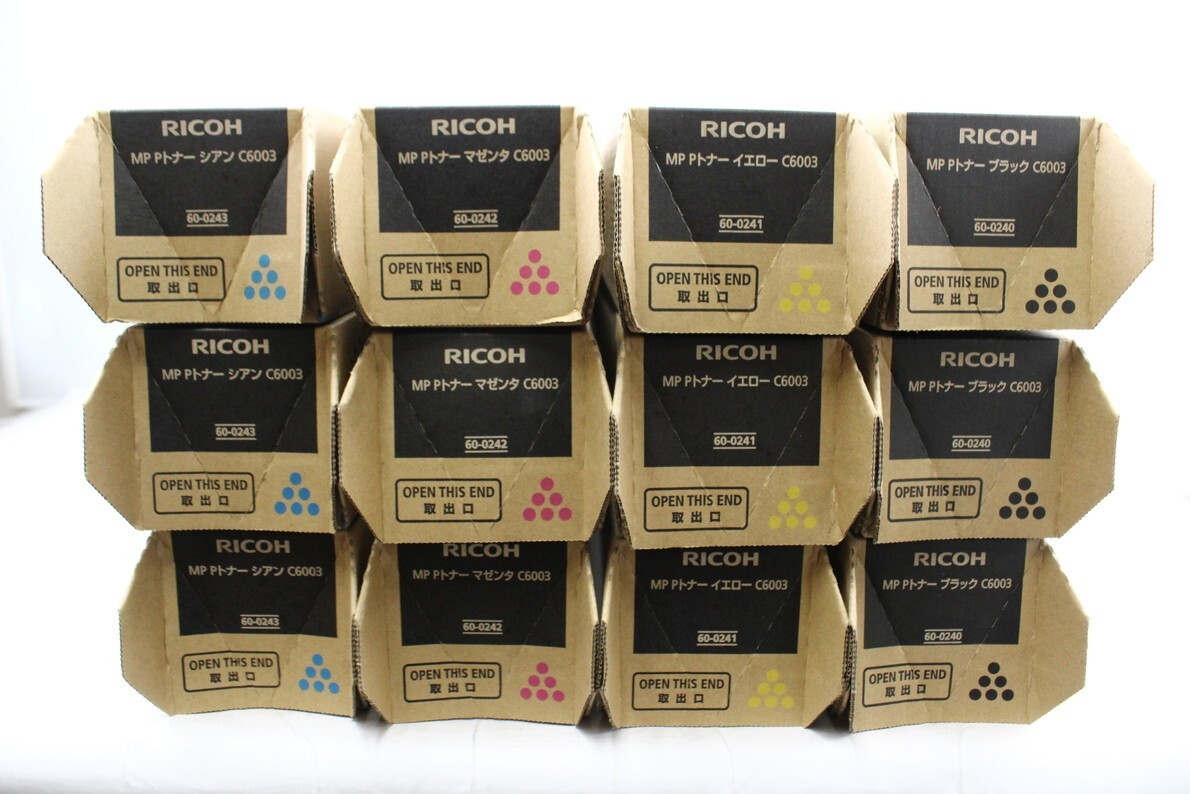 RICOH
MP Pトナー シアン C6003
60-0243
OPEN THIS END
取出口
RICOH
MP Pトナー マゼンタ C6003
60-0242
OPEN THIS END
取出口
RICOH
MP Pトナー イエロー C6003
60-0241
OPEN THIS END
取出口
RICOH
MP Pトナー ブラック C6003
60-0240
OPEN THIS END
取出口
RICOH
MP Pトナー シアン C6003
60-0243
OPEN THIS END
取出口
RICOH
MP Pトナー マゼンタ C6003
60-0242
OPEN THIS END
取出口
RICOH
MP Pトナー イエロー C6003
60-0241
OPEN THIS END
取出口
RICOH
MP Pトナー ブラック C6003
60-0240
OPEN THIS END
取出口
RICOH
MP Pトナー シアン C6003
60-0243
OPEN THIS END
取出口
RICOH
MP Pトナー マゼンタ C6003
60-0242
OPEN THIS END
取出口
RICOH
MP Pトナー イエロー C6003
60-0241
OPEN THIS END
取出口
RICOH
MP Pトナー ブラック C6003
60-0240
OPEN THIS END
取出口